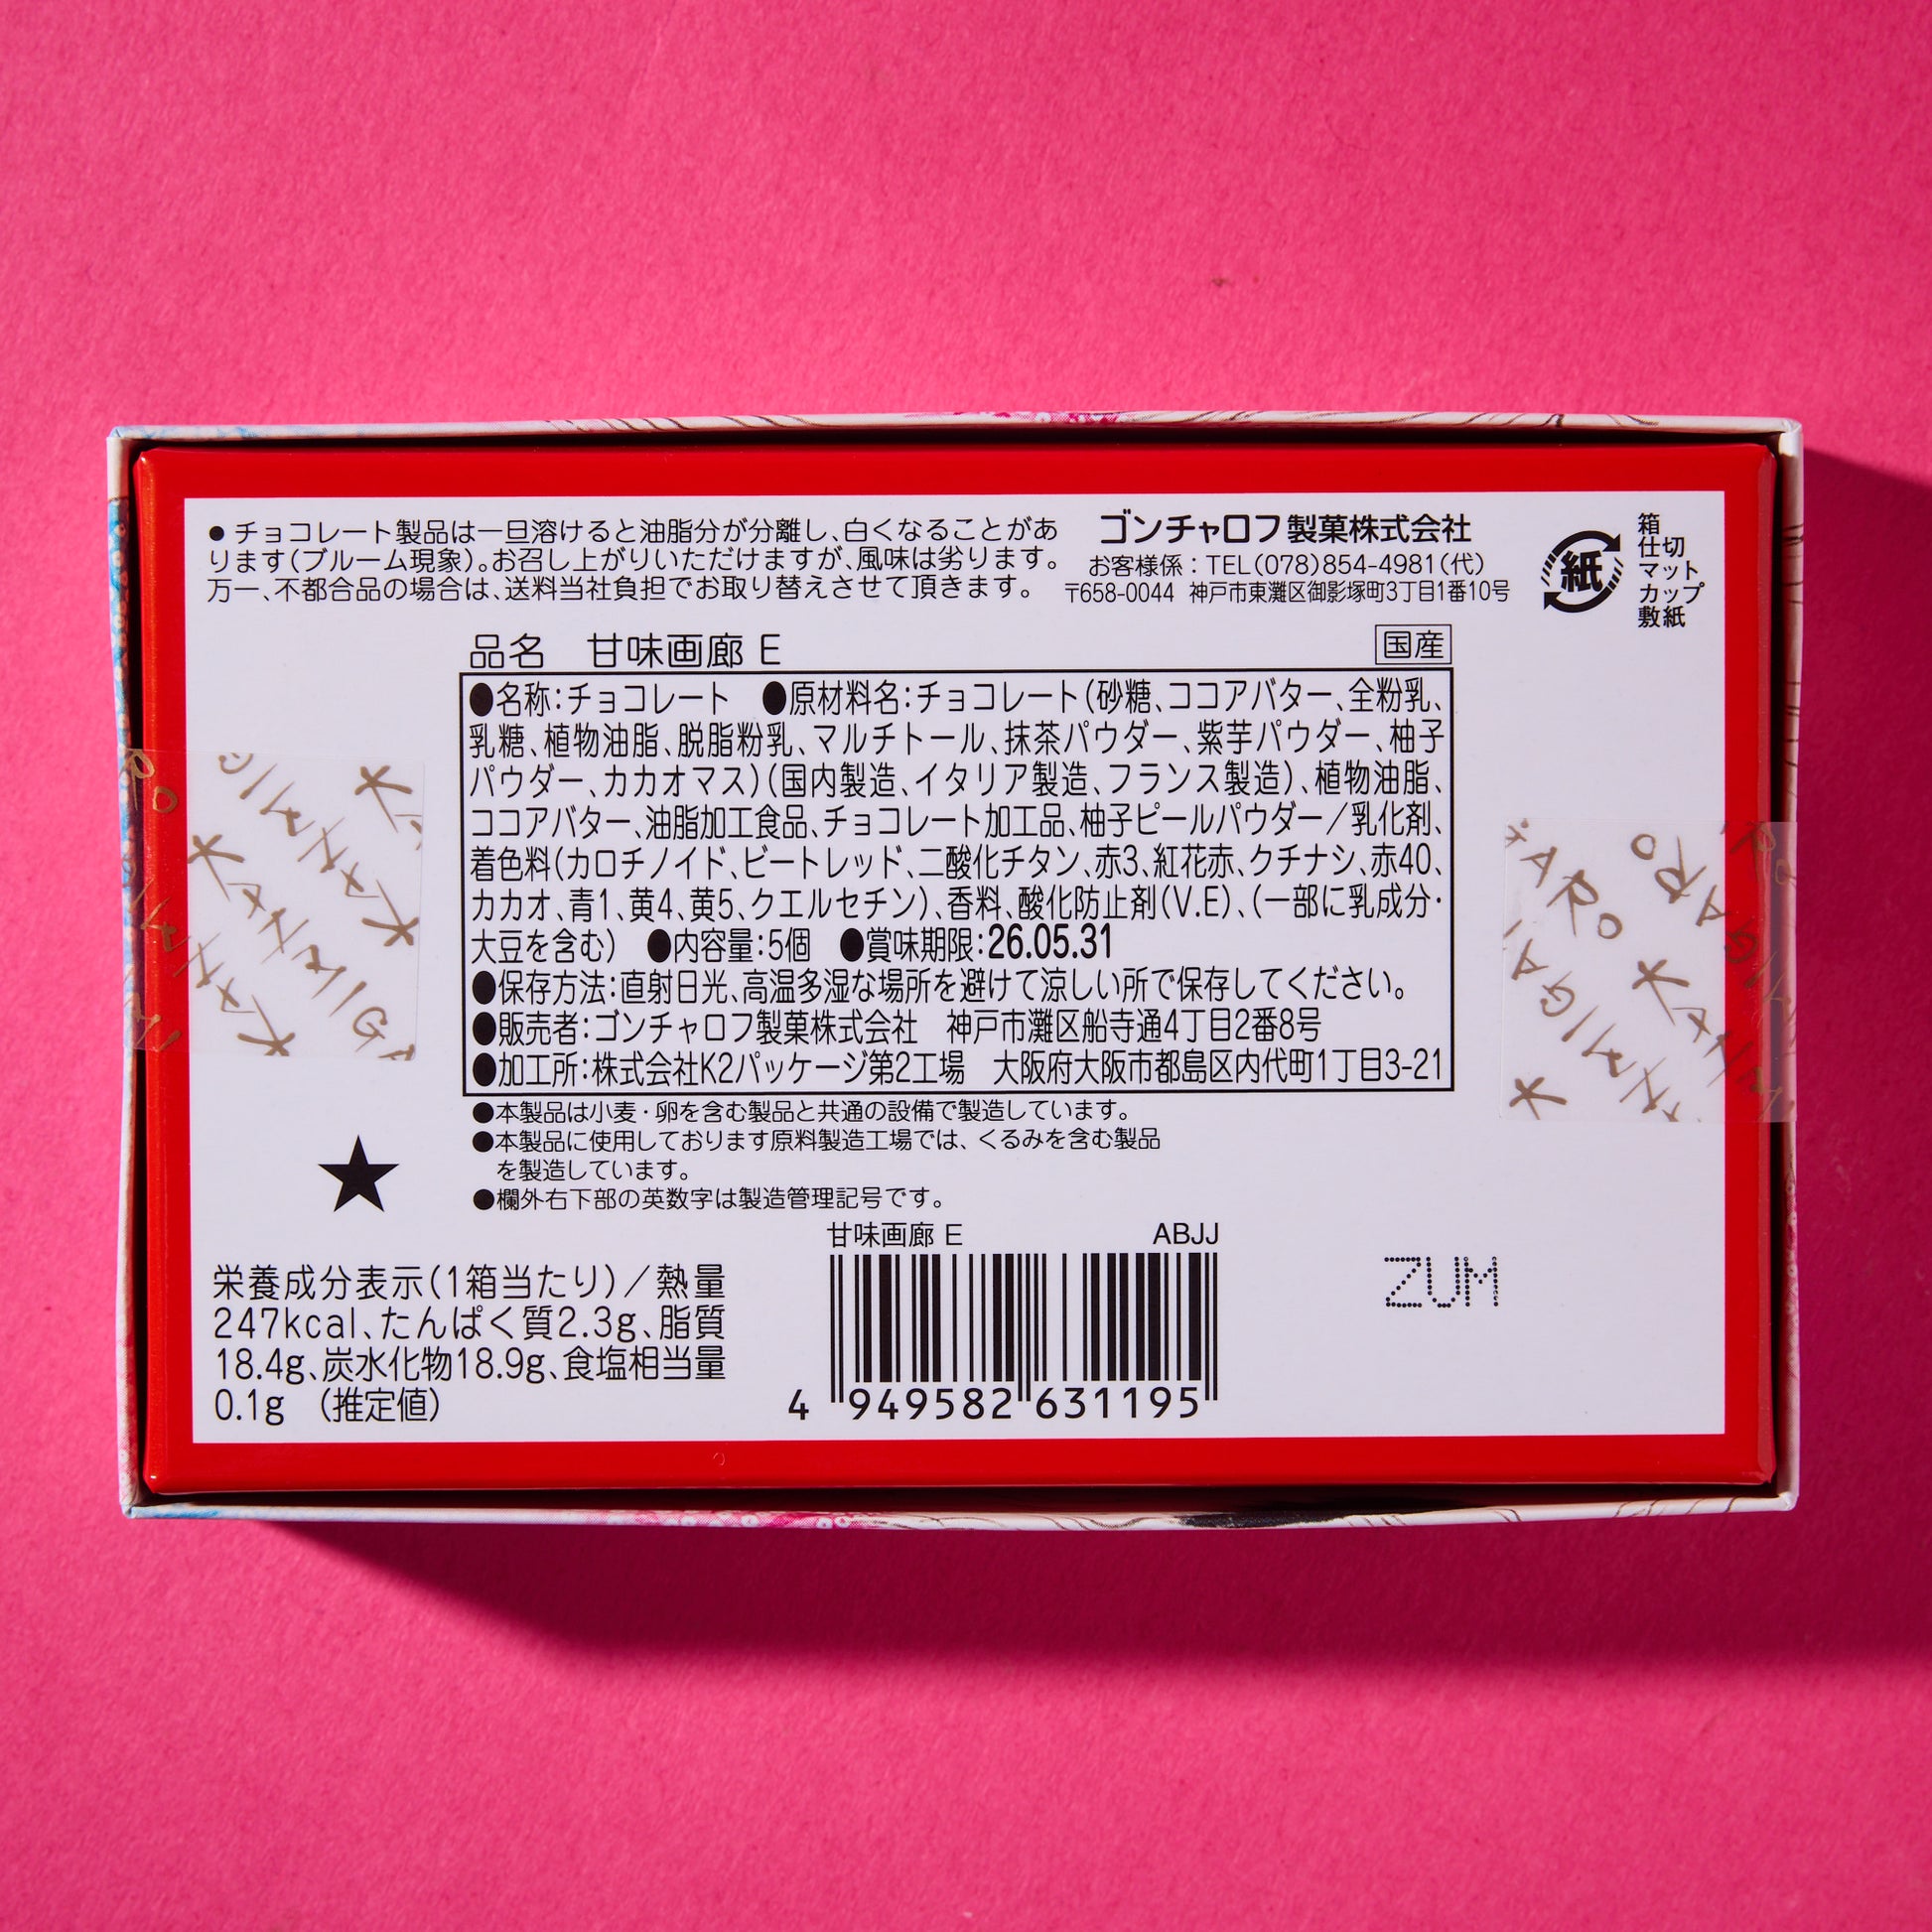 ● チョコレート製品は一旦溶けると油脂分が分離し、白くなることがあ
ります(ブルーム現象)。お召し上がりいただけますが、風味は劣ります。
万一、不都合品の場合は、送料当社負担でお取り替えさせて頂きます。
ゴンチャロフ製菓株式会社
お客様係：TEL(078)854-4981(代)
〒658-0044 神戸市東灘区御影塚町3丁目1番10号
紙
箱
仕切
マット
カップ
敷紙
品名 甘味画廊 E
国産
●名称：チョコレート ●原材料名：チョコレート(砂糖、ココアバター、全粉乳、
乳糖、植物油脂、脱脂粉乳、マルチトール、抹茶パウダー、紫芋パウダー、柚子
パウダー、カカオマス)(国内製造、イタリア製造、フランス製造)、植物油脂、
ココアバター、油脂加工食品、チョコレート加工品、柚子ピールパウダー／乳化剤、
着色料(カロチノイド、ビートレッド、二酸化チタン、赤3、紅花赤、クチナシ、赤40、
カカオ、青1、黄4、黄5、クエルセチン)、香料、酸化防止剤(V.E)、(一部に乳成分・
大豆を含む) ●内容量：5個 ●賞味期限：26.05.31
●保存方法：直射日光、高温多湿な場所を避けて涼しい所で保存してください。
●販売者：ゴンチャロフ製菓株式会社 神戸市灘区船寺通4丁目2番8号
●加工所：株式会社K2パッケージ第2工場 大阪府大阪市都島区内代町1丁目3-21
●本製品は小麦・卵を含む製品と共通の設備で製造しています。
●本製品に使用しております原料製造工場では、くるみを含む製品
を製造しています。
●欄外右下部の英数字は製造管理記号です。
★
栄養成分表示(1箱当たり)／熱量
247kcal、たんぱく質2.3g、脂質
18.4g、炭水化物18.9g、食塩相当量
0.1g (推定値)
甘味画廊 E ABJJ
4 949582 631195
ZUM